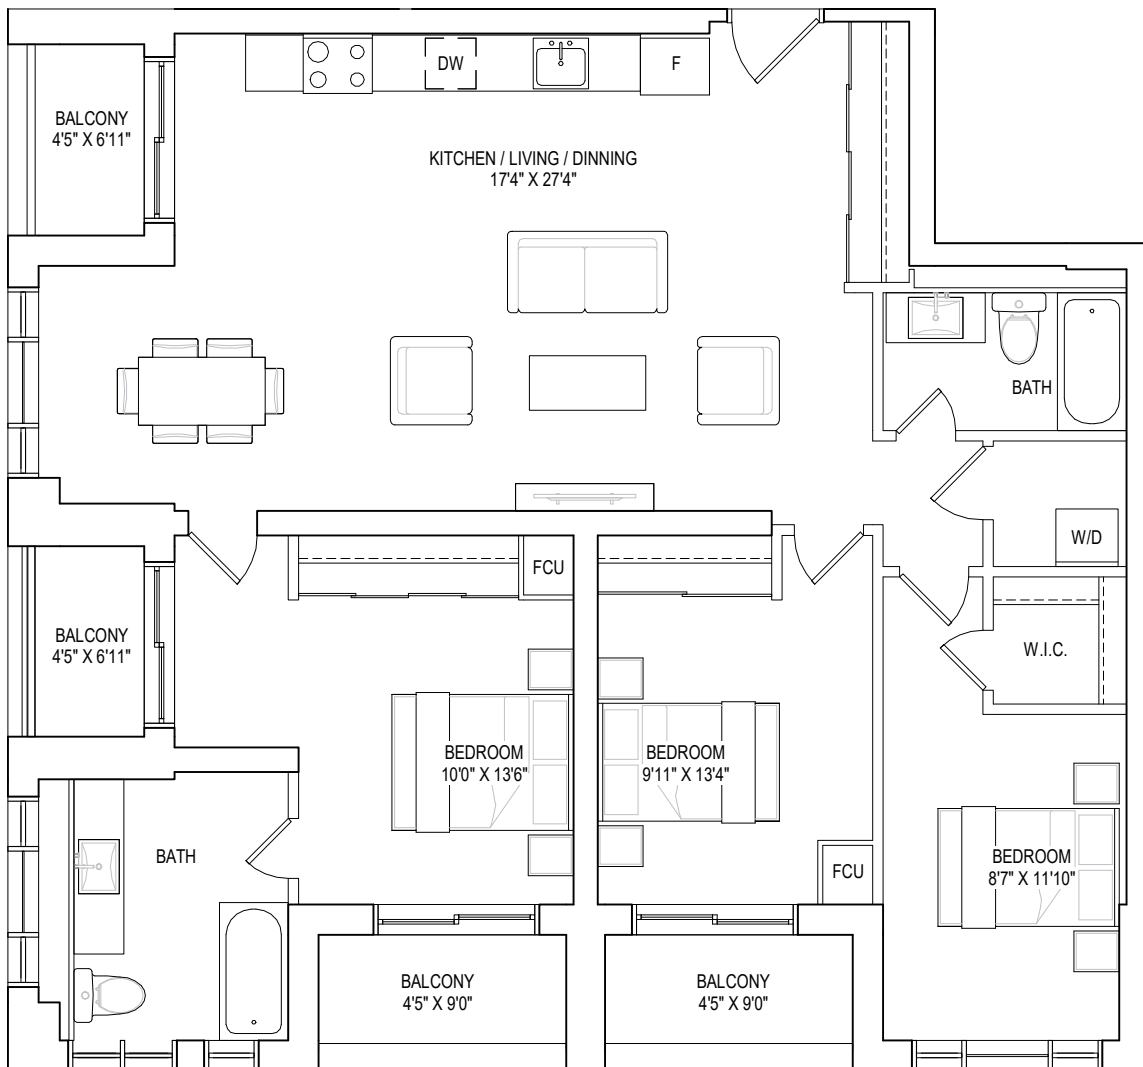 DW
F
BALCONY
4'5" X 6'11"
KITCHEN / LIVING / DINNING
17'4" X 27'4"
BATH
W/D
FCU
BALCONY
4'5" X 6'11"
W.I.C.
BEDROOM
10'0" X 13'6"
BEDROOM
9'11" X 13'4"
BATH
FCU
BEDROOM
8'7" X 11'10"
BALCONY
4'5" X 9'0"
BALCONY
4'5" X 9'0"